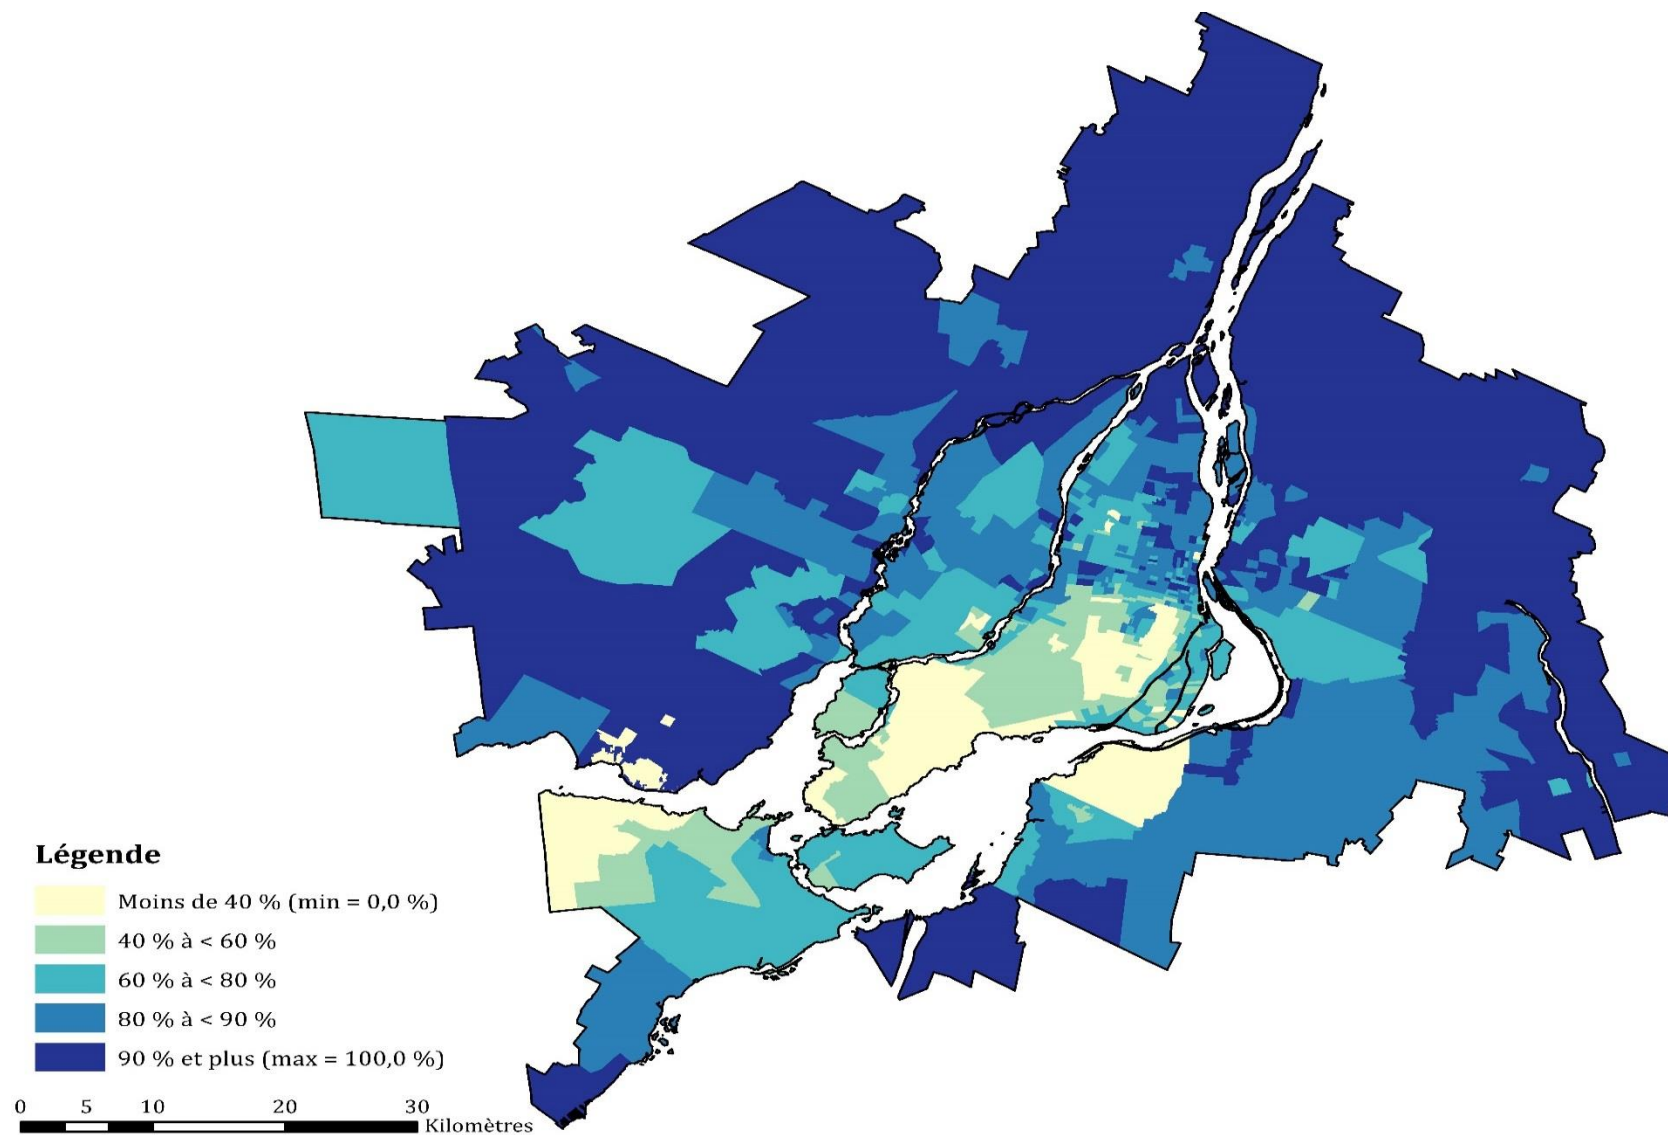 Légende
Moins de 40 % (min = 0,0 %)
40 % à < 60 %
60 % à < 80 %
80 % à < 90 %
90 % et plus (max = 100,0 %)
0 5 10 20 30
Kilomètres